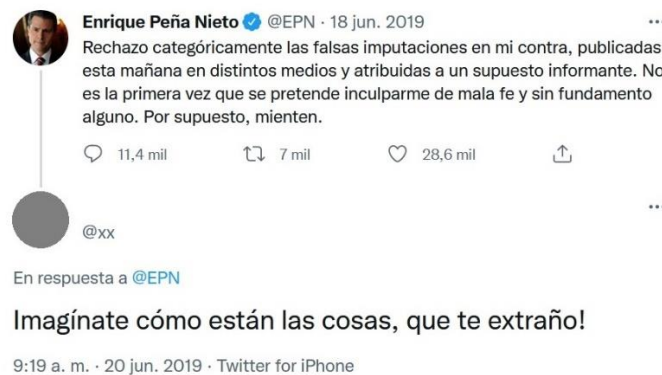 Enrique Peña Nieto @EPN · 18 jun. 2019
Rechazo categóricamente las falsas imputaciones en mi contra, publicadas
esta mañana en distintos medios y atribuidas a un supuesto informante. No
es la primera vez que se pretende inculparme de mala fe y sin fundamento
alguno. Por supuesto, mienten.
11,4 mil 7 mil 28,6 mil
@xx
En respuesta a @EPN
Imagínate cómo están las cosas, que te extraño!
9:19 a. m. · 20 jun. 2019 · Twitter for iPhone